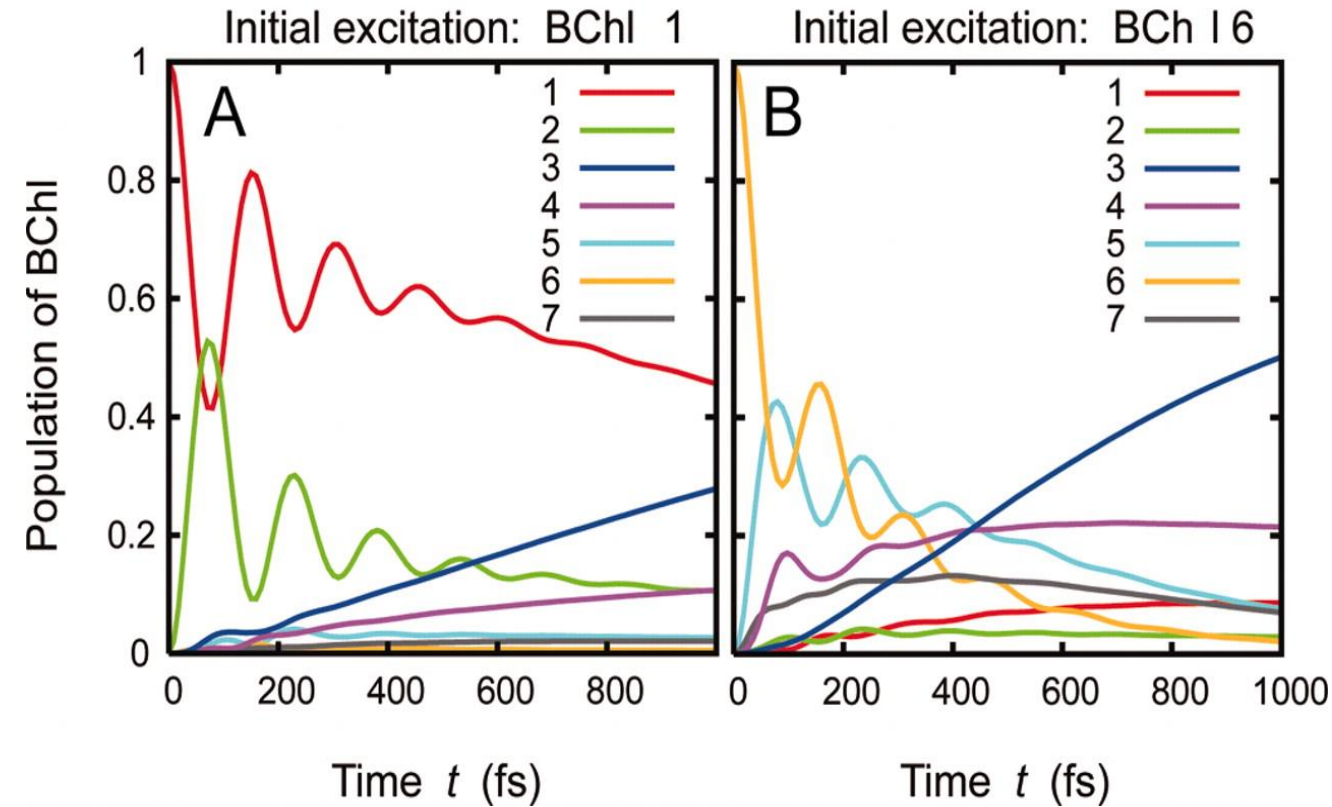 Initial excitation: BChl 1
Initial excitation: BCh l 6
Population of BChl
A
1
2
3
4
5
6
7
B
1
2
3
4
5
6
7
1
0.8
0.6
0.4
0.2
0
0 200 400 600 800
0 200 400 600 800 1000
Time t (fs)
Time t (fs)